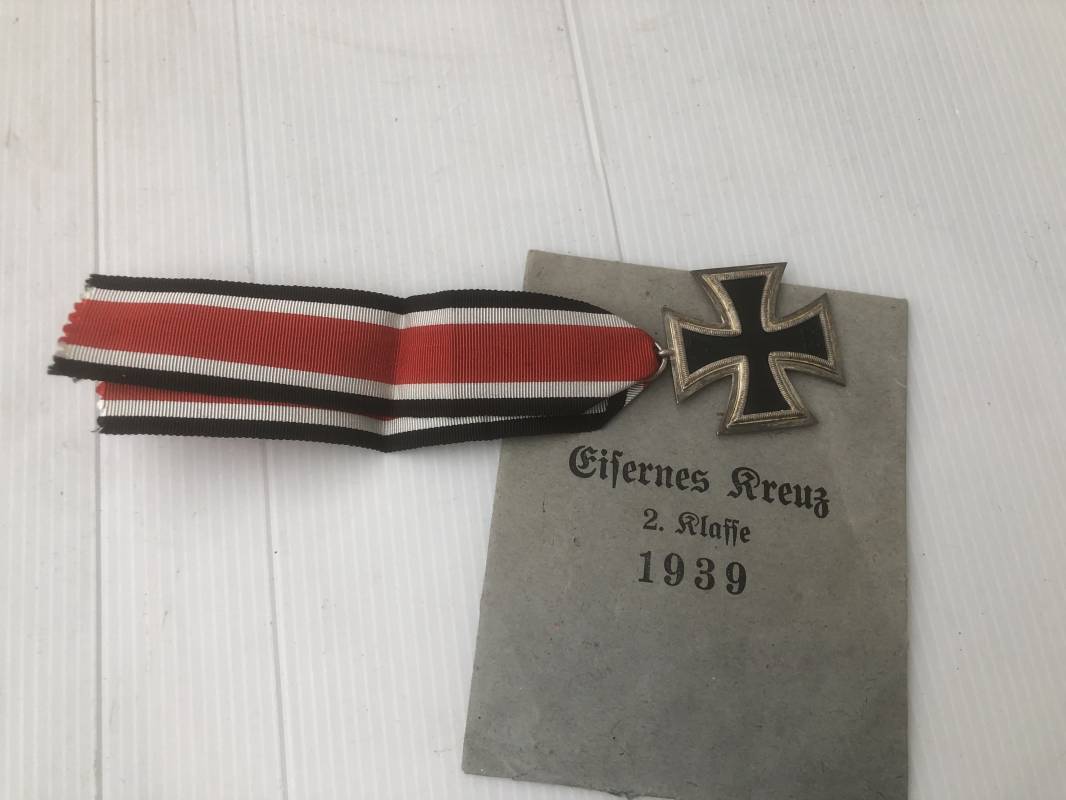 Eiſernes Kreuz
2. Klaſſe
1939